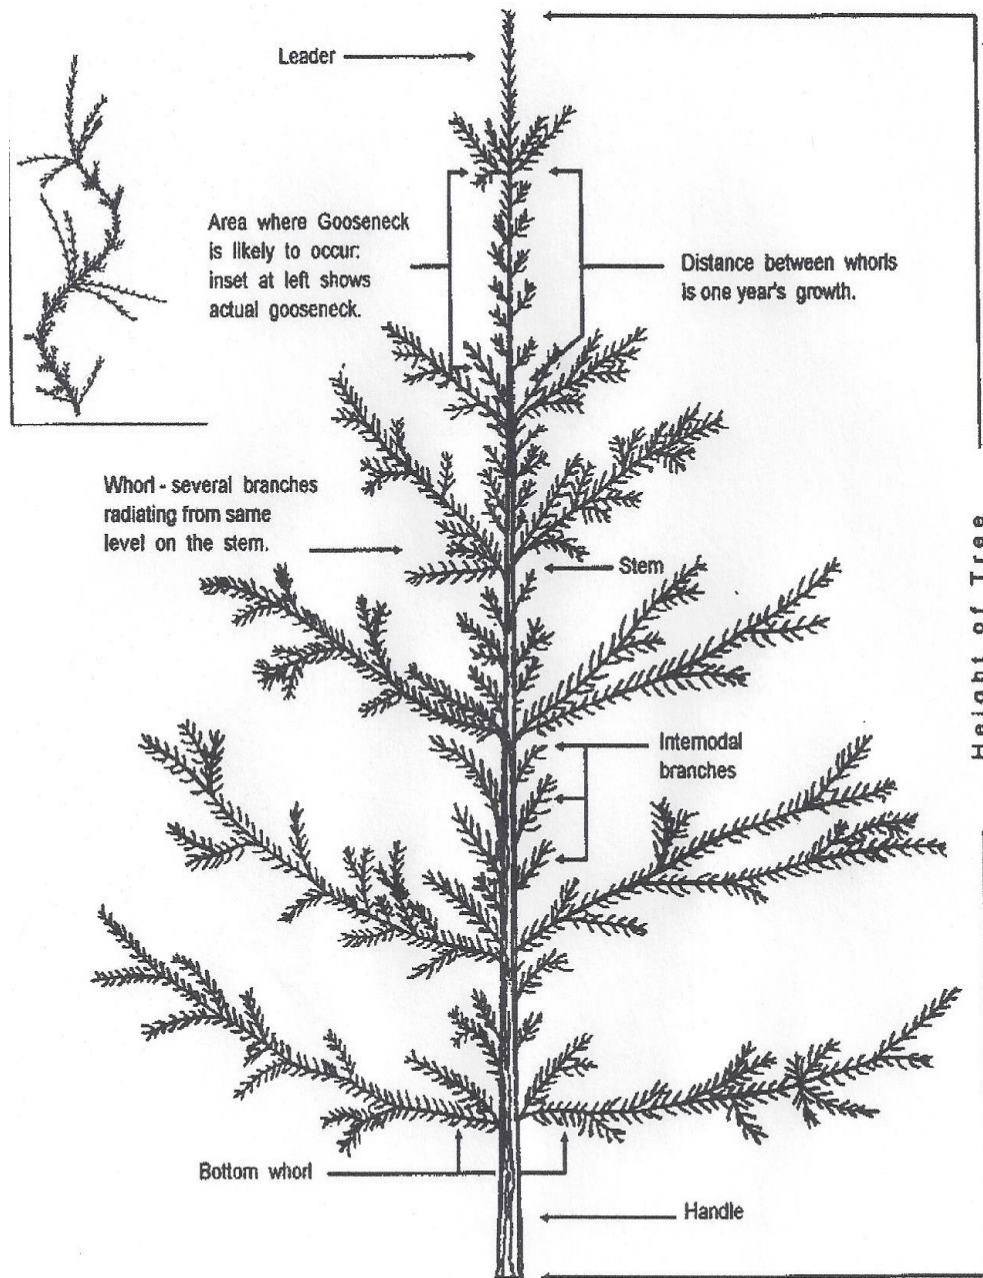 Leader
Area where Gooseneck
is likely to occur:
inset at left shows
actual gooseneck.
Distance between whorls
is one year's growth.
Whorl - several branches
radiating from same
level on the stem.
Stem
Height of Tree
Internodal
branches
Bottom whorl
Handle